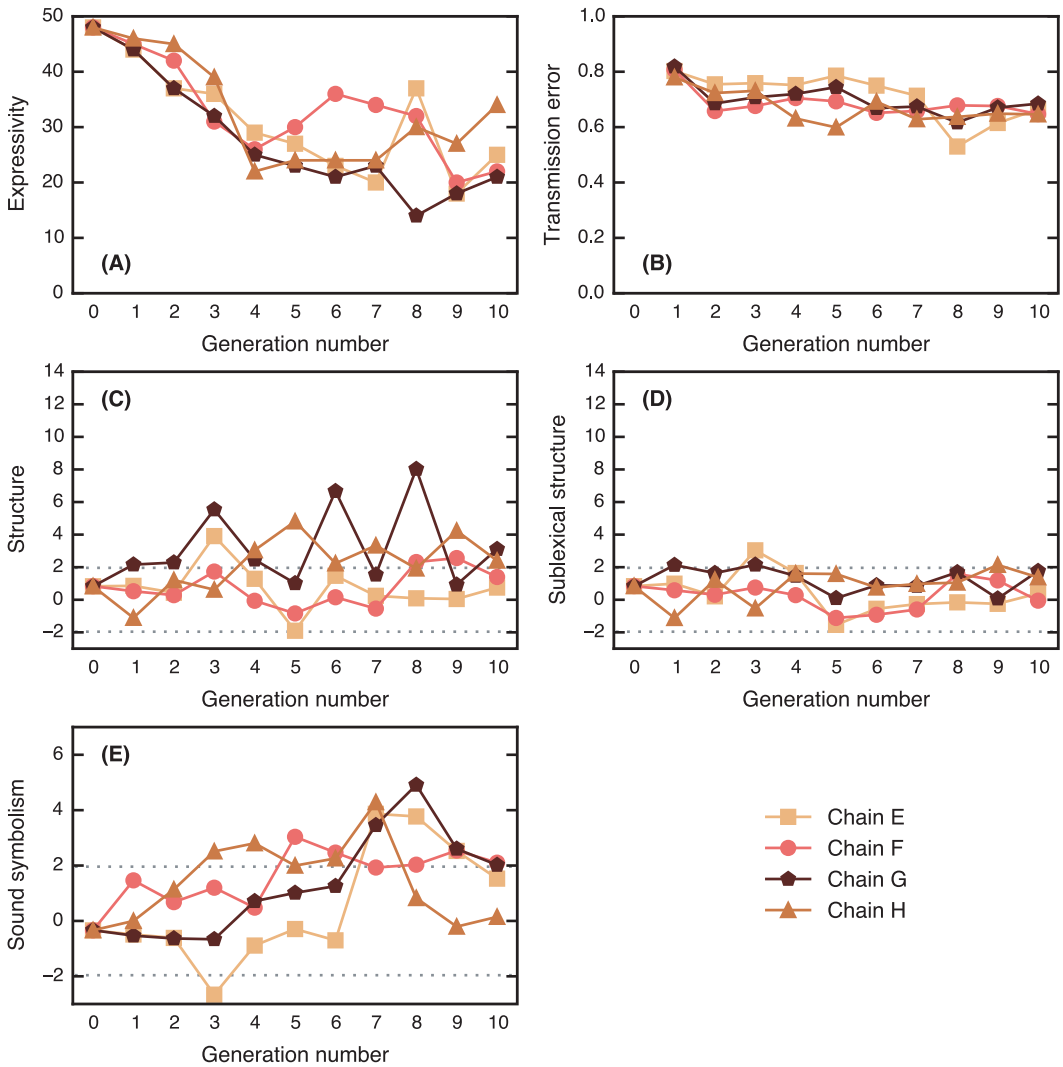 50
40
30
20
10
0
Expressivity
(A)
0 1 2 3 4 5 6 7 8 9 10
Generation number
1.0
0.8
0.6
0.4
0.2
0.0
Transmission error
(B)
0 1 2 3 4 5 6 7 8 9 10
Generation number
14
12
10
8
6
4
2
0
−2
Structure
(C)
0 1 2 3 4 5 6 7 8 9 10
Generation number
14
12
10
8
6
4
2
0
−2
Sublexical structure
(D)
0 1 2 3 4 5 6 7 8 9 10
Generation number
6
4
2
0
−2
Sound symbolism
(E)
0 1 2 3 4 5 6 7 8 9 10
Generation number
Chain E
Chain F
Chain G
Chain H